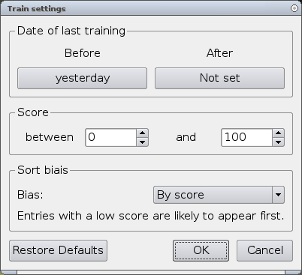 Train settings
Date of last training
Before After
yesterday Not set
Score
between 0 and 100
Sort biais
Bias: By score
Entries with a low score are likely to appear first.
Restore Defaults OK Cancel